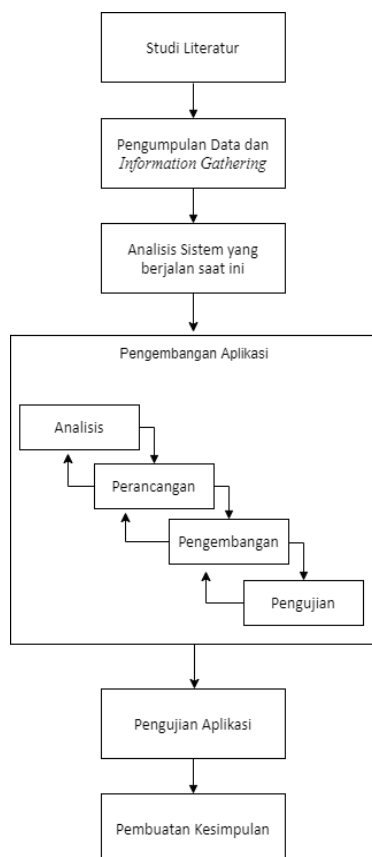 Studi Literatur
Pengumpulan Data dan
Information Gathering
Analisis Sistem yang
berjalan saat ini
Pengembangan Aplikasi
Analisis
Perancangan
Pengembangan
Pengujian
Pengujian Aplikasi
Pembuatan Kesimpulan